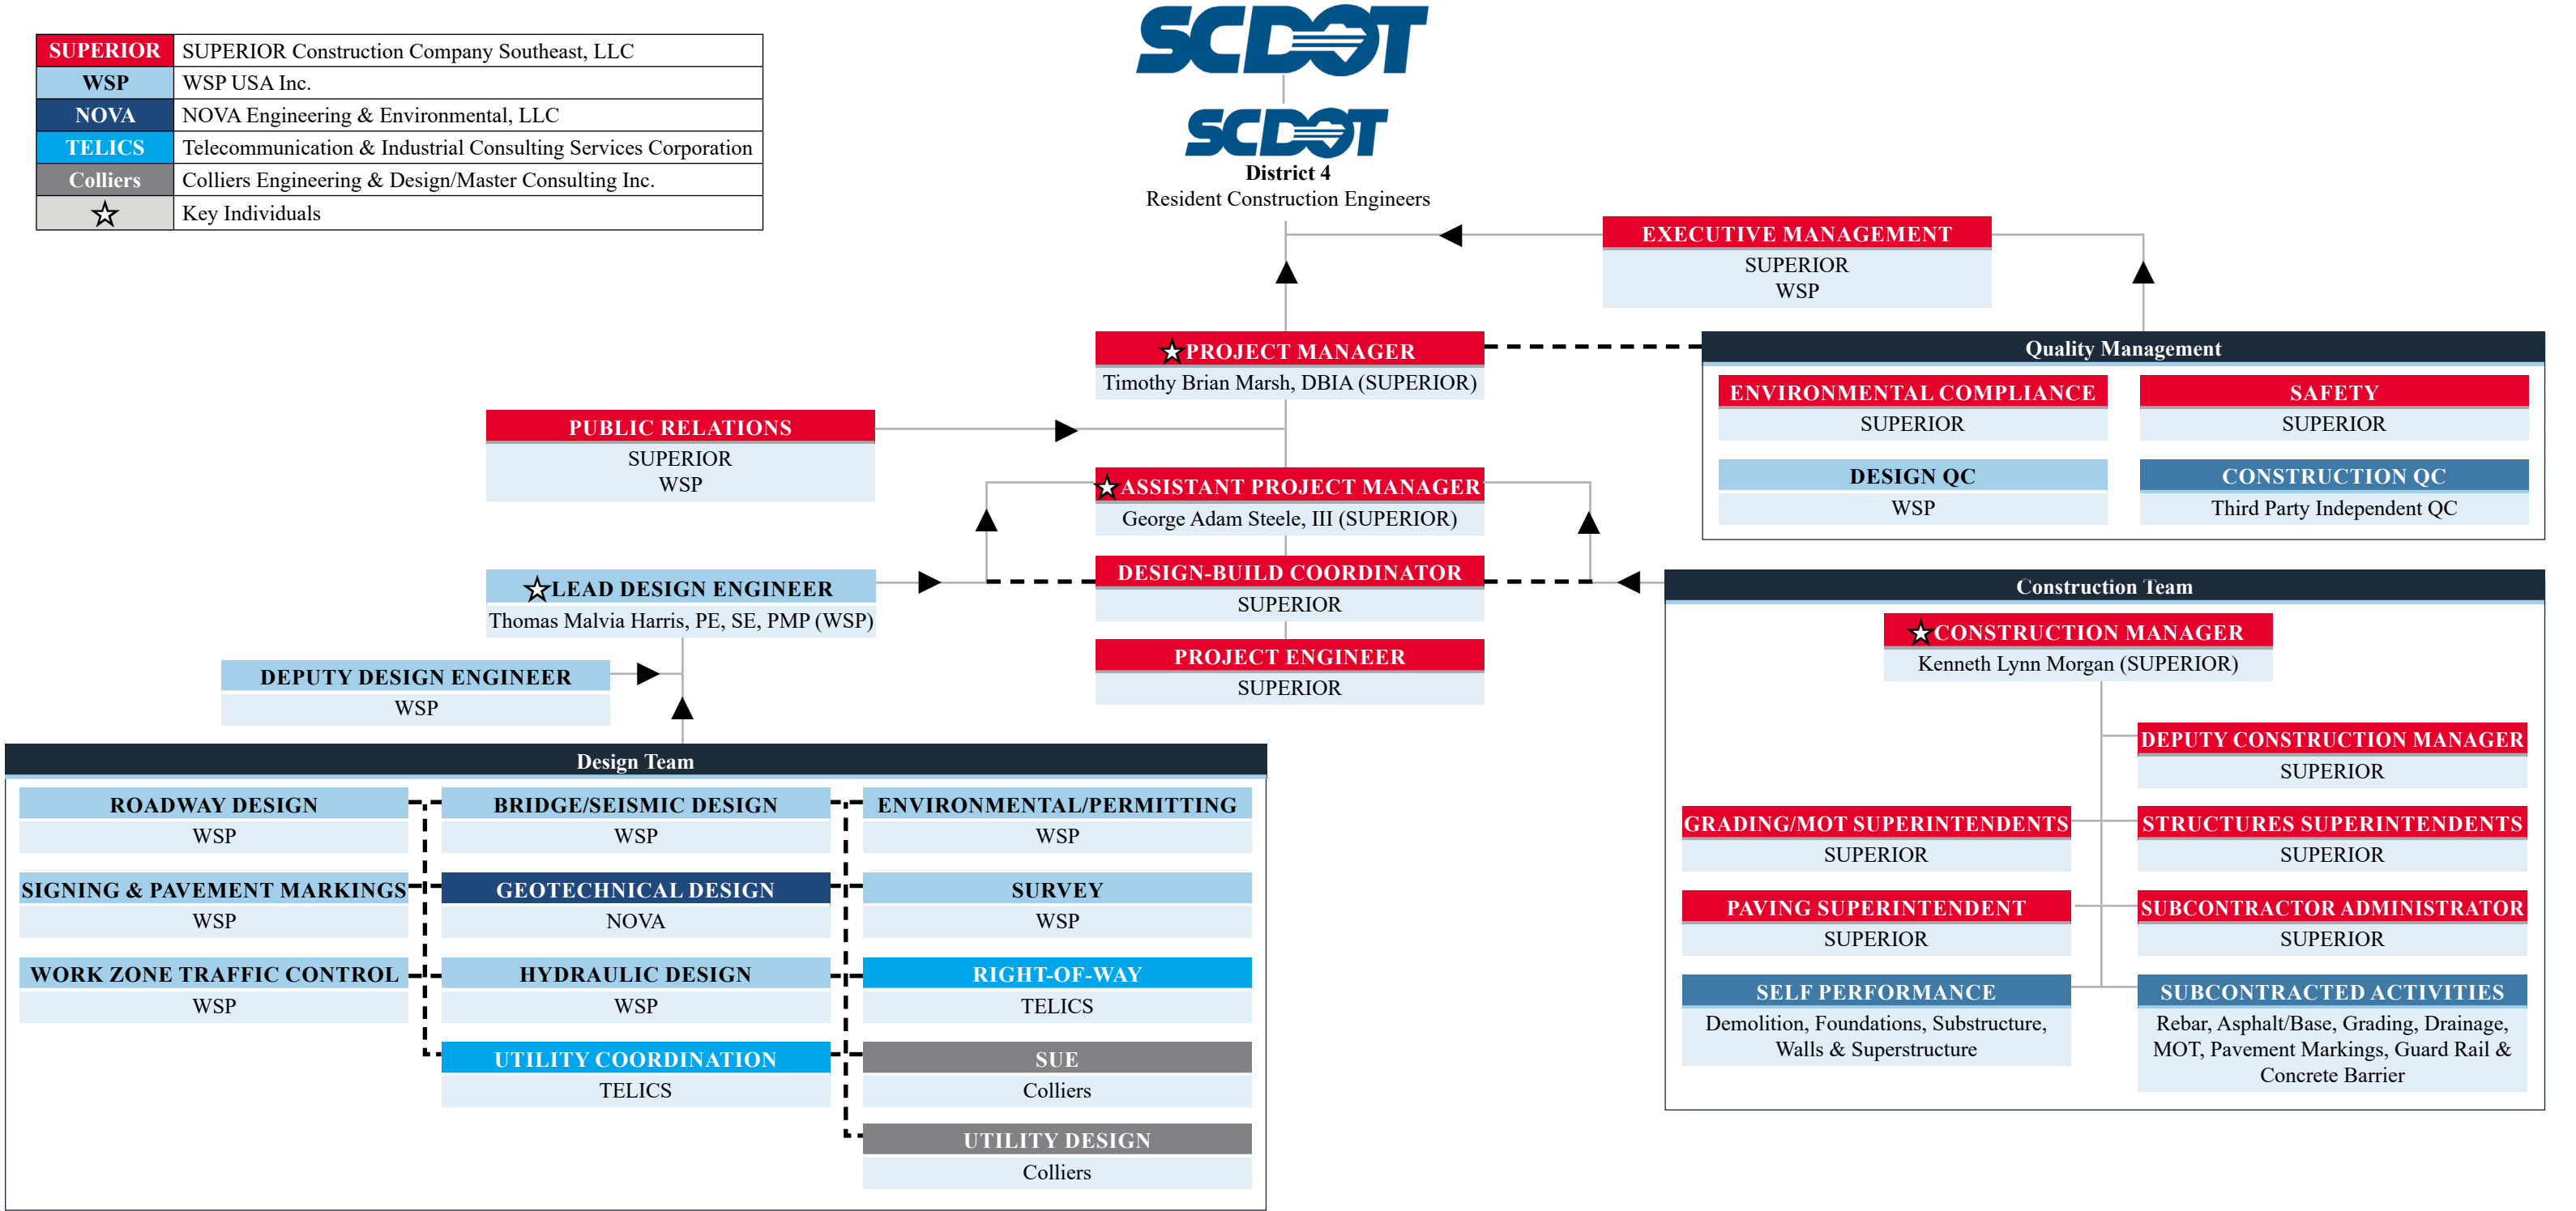 SCDOT
SUPERIOR SUPERIOR Construction Company Southeast, LLC
WSP WSP USA Inc.
NOVA NOVA Engineering & Environmental, LLC
TELICS Telecommunication & Industrial Consulting Services Corporation
Colliers Colliers Engineering & Design/Master Consulting Inc.
Key Individuals
SCDOT
District 4
Resident Construction Engineers
EXECUTIVE MANAGEMENT
SUPERIOR
WSP
PROJECT MANAGER
Timothy Brian Marsh, DBIA (SUPERIOR)
Quality Management
ENVIRONMENTAL COMPLIANCE
SUPERIOR
SAFETY
SUPERIOR
DESIGN QC
WSP
CONSTRUCTION QC
Third Party Independent QC
PUBLIC RELATIONS
SUPERIOR
WSP
ASSISTANT PROJECT MANAGER
George Adam Steele, III (SUPERIOR)
DESIGN-BUILD COORDINATOR
SUPERIOR
PROJECT ENGINEER
SUPERIOR
LEAD DESIGN ENGINEER
Thomas Malvia Harris, PE, SE, PMP (WSP)
DEPUTY DESIGN ENGINEER
WSP
Design Team
ROADWAY DESIGN
WSP
SIGNING & PAVEMENT MARKINGS
WSP
WORK ZONE TRAFFIC CONTROL
WSP
BRIDGE/SEISMIC DESIGN
WSP
GEOTECHNICAL DESIGN
NOVA
HYDRAULIC DESIGN
WSP
UTILITY COORDINATION
TELICS
ENVIRONMENTAL/PERMITTING
WSP
SURVEY
WSP
RIGHT-OF-WAY
TELICS
SUE
Colliers
UTILITY DESIGN
Colliers
Construction Team
CONSTRUCTION MANAGER
Kenneth Lynn Morgan (SUPERIOR)
DEPUTY CONSTRUCTION MANAGER
SUPERIOR
GRADING/MOT SUPERINTENDENTS
SUPERIOR
STRUCTURES SUPERINTENDENTS
SUPERIOR
PAVING SUPERINTENDENT
SUPERIOR
SUBCONTRACTOR ADMINISTRATOR
SUPERIOR
SELF PERFORMANCE
Demolition, Foundations, Substructure,
Walls & Superstructure
SUBCONTRACTED ACTIVITIES
Rebar, Asphalt/Base, Grading, Drainage,
MOT, Pavement Markings, Guard Rail &
Concrete Barrier